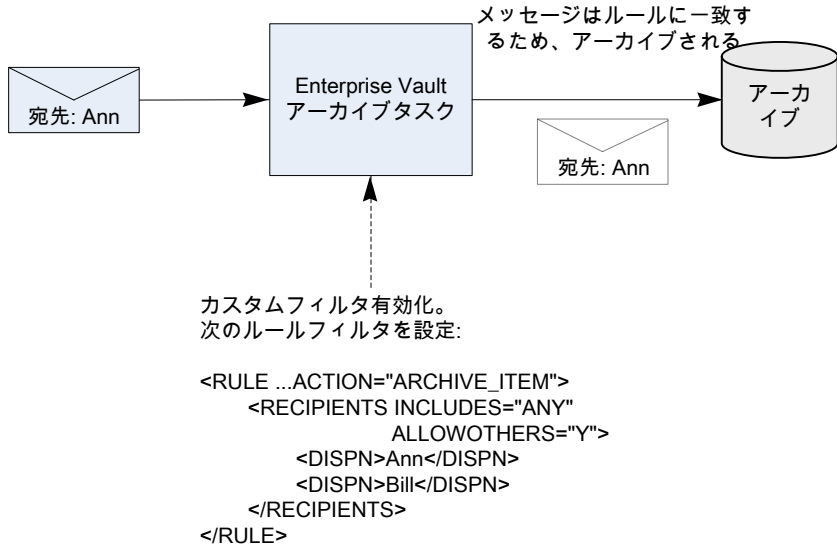 メッセージはルールに一致す
るため、アーカイブされる
宛先: Ann
Enterprise Vault
アーカイブタスク
アーカ
イブ
宛先: Ann
カスタムフィルタ有効化。
次のルールフィルタを設定:
<RULE ...ACTION="ARCHIVE_ITEM">
<RECIPIENTS INCLUDES="ANY"
ALLOWOTHERS="Y">
<DISPN>Ann</DISPN>
<DISPN>Bill</DISPN>
</RECIPIENTS>
</RULE>